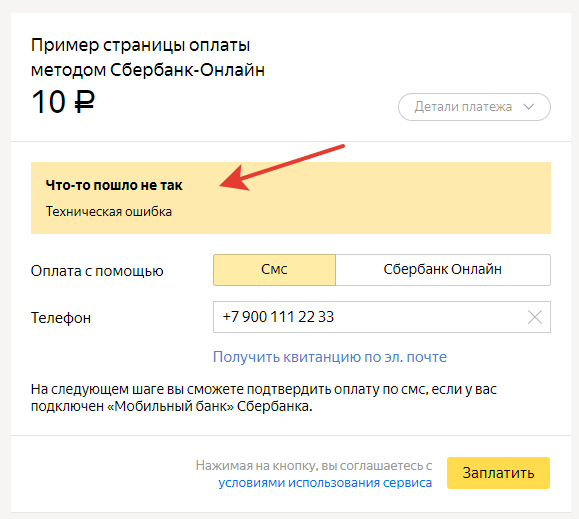 Пример страницы оплаты
методом Сбербанк-Онлайн
10 ₽
Детали платежа
Что-то пошло не так
Техническая ошибка
Оплата с помощью
Смс
Сбербанк Онлайн
Телефон
+7 900 111 22 33
Получить квитанцию по эл. почте
На следующем шаге вы сможете подтвердить оплату по смс, если у вас
подключен «Мобильный банк» Сбербанка.
Нажимая на кнопку, вы соглашаетесь с
условиями использования сервиса
Заплатить